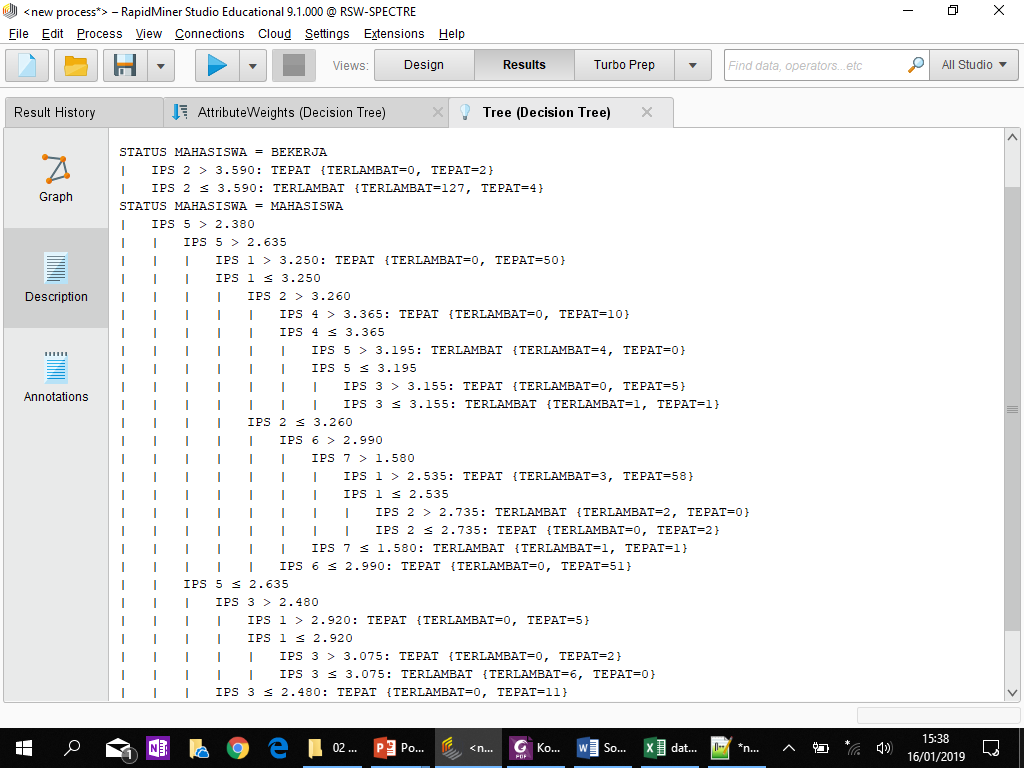 <new process*> – RapidMiner Studio Educational 9.1.000 @ RSW-SPECTRE
File Edit Process View Connections Cloud Settings Extensions Help
Views: Design Results Turbo Prep Find data, operators...etc All Studio
Result History AttributeWeights (Decision Tree) Tree (Decision Tree)
Graph
Description
Annotations
STATUS MAHASISWA = BEKERJA
| IPS 2 > 3.590: TEPAT {TERLAMBAT=0, TEPAT=2}
| IPS 2 ≤ 3.590: TERLAMBAT {TERLAMBAT=127, TEPAT=4}
STATUS MAHASISWA = MAHASISWA
| IPS 5 > 2.380
| | IPS 5 > 2.635
| | | IPS 1 > 3.250: TEPAT {TERLAMBAT=0, TEPAT=50}
| | | IPS 1 ≤ 3.250
| | | | IPS 2 > 3.260
| | | | | IPS 4 > 3.365: TEPAT {TERLAMBAT=0, TEPAT=10}
| | | | | IPS 4 ≤ 3.365
| | | | | | IPS 5 > 3.195: TERLAMBAT {TERLAMBAT=4, TEPAT=0}
| | | | | | IPS 5 ≤ 3.195
| | | | | | | IPS 3 > 3.155: TEPAT {TERLAMBAT=0, TEPAT=5}
| | | | | | | IPS 3 ≤ 3.155: TERLAMBAT {TERLAMBAT=1, TEPAT=1}
| | | | IPS 2 ≤ 3.260
| | | | | IPS 6 > 2.990
| | | | | | IPS 7 > 1.580
| | | | | | | IPS 1 > 2.535: TEPAT {TERLAMBAT=3, TEPAT=58}
| | | | | | | IPS 1 ≤ 2.535
| | | | | | | | IPS 2 > 2.735: TERLAMBAT {TERLAMBAT=2, TEPAT=0}
| | | | | | | | IPS 2 ≤ 2.735: TEPAT {TERLAMBAT=0, TEPAT=2}
| | | | | | IPS 7 ≤ 1.580: TERLAMBAT {TERLAMBAT=1, TEPAT=1}
| | | | | IPS 6 ≤ 2.990: TEPAT {TERLAMBAT=0, TEPAT=51}
| | IPS 5 ≤ 2.635
| | | IPS 3 > 2.480
| | | | IPS 1 > 2.920: TEPAT {TERLAMBAT=0, TEPAT=5}
| | | | IPS 1 ≤ 2.920
| | | | | IPS 3 > 3.075: TEPAT {TERLAMBAT=0, TEPAT=2}
| | | | | IPS 3 ≤ 3.075: TERLAMBAT {TERLAMBAT=6, TEPAT=0}
| | | IPS 3 ≤ 2.480: TEPAT {TERLAMBAT=0, TEPAT=11}
1 02 ... Po... <n... Ko... So... dat... *n...
15:38
16/01/2019